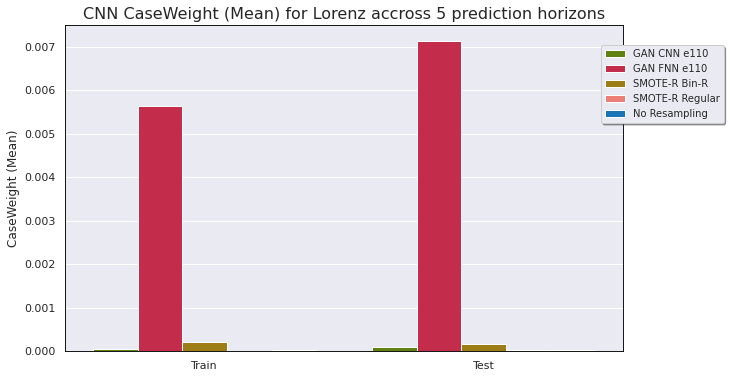 CNN CaseWeight (Mean) for Lorenz accross 5 prediction horizons
GAN CNN e110
GAN FNN e110
SMOTE-R Bin-R
SMOTE-R Regular
No Resampling
CaseWeight (Mean)
0.007
0.006
0.005
0.004
0.003
0.002
0.001
0.000
Train
Test